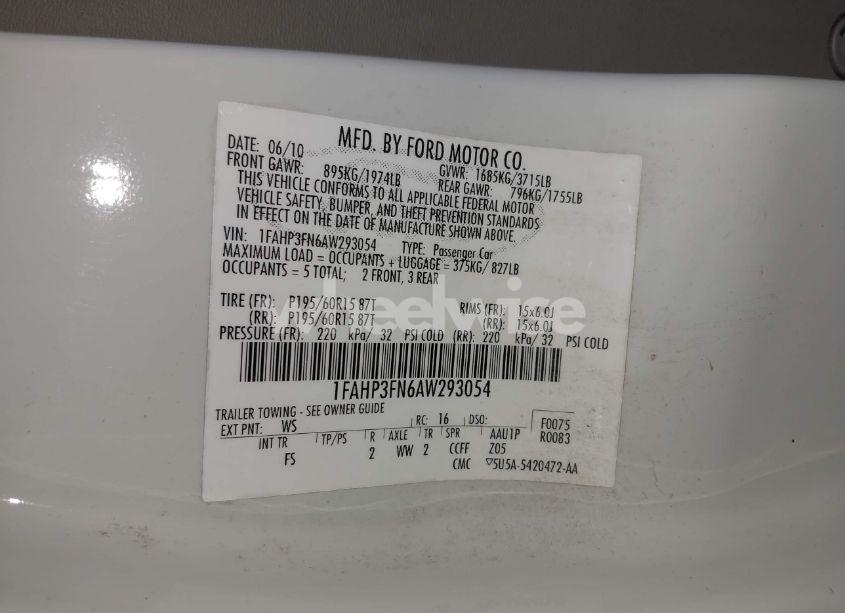 MFD. BY FORD MOTOR CO.
DATE: 06/10 GVWR: 1685KG/3715LB
FRONT GAWR: 895KG/1974LB REAR GAWR: 796KG/1755LB
THIS VEHICLE CONFORMS TO ALL APPLICABLE FEDERAL MOTOR
VEHICLE SAFETY, BUMPER, AND THEFT PREVENTION STANDARDS
IN EFFECT ON THE DATE OF MANUFACTURE SHOWN ABOVE.
VIN: 1FAHP3FN6AW293054 TYPE: Passenger Car
MAXIMUM LOAD = OCCUPANTS + LUGGAGE = 375KG/ 827LB
OCCUPANTS = 5 TOTAL; 2 FRONT, 3 REAR
wheelwise
TIRE (FR): P195/60R15 87T RIMS (FR): 15x6.0J
(RR): P195/60R15 87T (RR): 15x6.0J
PRESSURE (FR): 220 kPa/ 32 PSI COLD (RR): 220 kPa/ 32 PSI COLD
1FAHP3FN6AW293054
TRAILER TOWING - SEE OWNER GUIDE
EXT PNT: WS RC: 16 DSO: F0075
R0083
INT TR TP/PS R AXLE TR SPR AAU1P
FS 2 WW 2 CCFF Z05
CMC ▽5U5A-5420472-AA